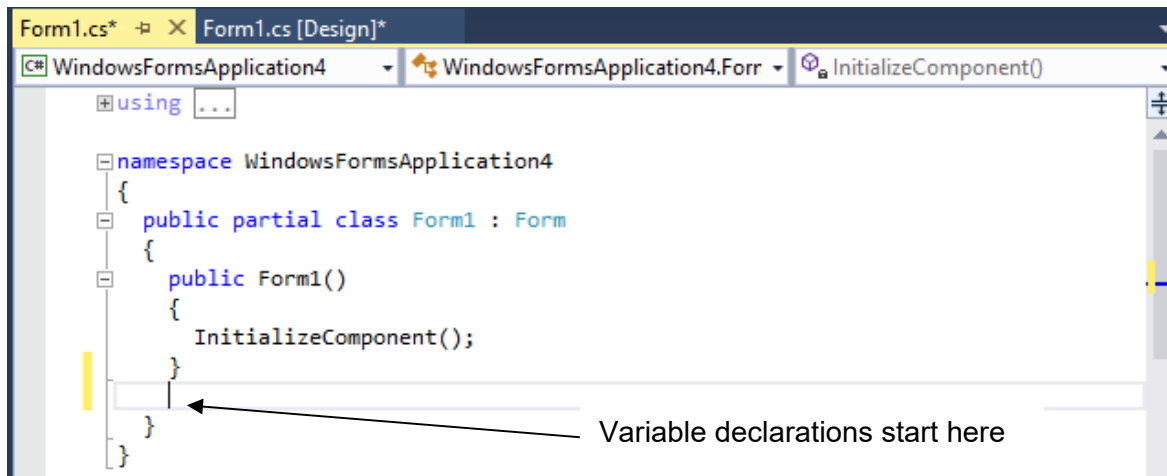 Form1.cs* Form1.cs [Design]*
C# WindowsFormsApplication4 WindowsFormsApplication4.Forr InitializeComponent()
using ...
namespace WindowsFormsApplication4
{
public partial class Form1 : Form
{
public Form1()
{
InitializeComponent();
}
Variable declarations start here
}
}